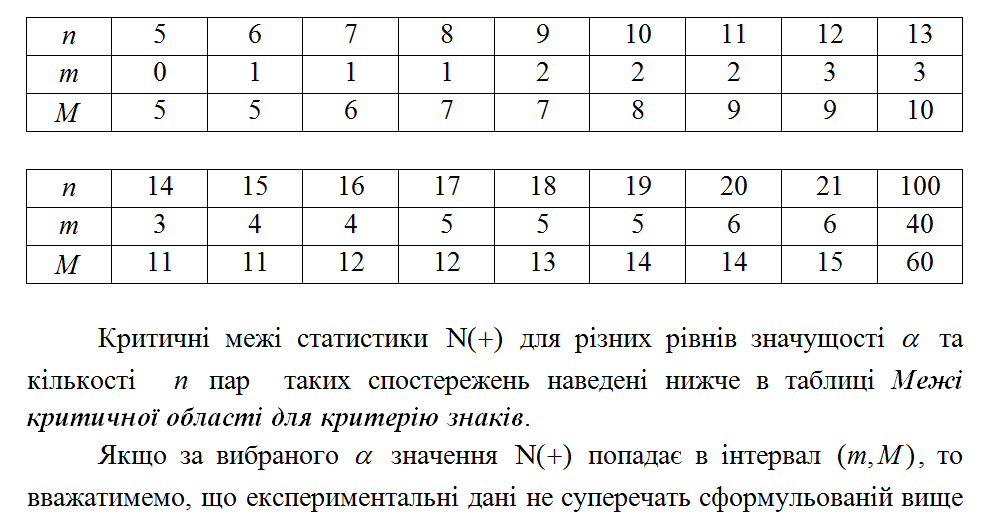 n 5 6 7 8 9 10 11 12 13
m 0 1 1 1 2 2 2 3 3
M 5 5 6 7 7 8 9 9 10
n 14 15 16 17 18 19 20 21 100
m 3 4 4 5 5 5 6 6 40
M 11 11 12 12 13 14 14 15 60
Критичні межі статистики N(+) для різних рівнів значущості α та
кількості n пар таких спостережень наведені нижче в таблиці Межі
критичної області для критерію знаків.
Якщо за вибраного α значення N(+) попадає в інтервал (m, M), то
вважатимемо, що експериментальні дані не суперечать сформульованій вище